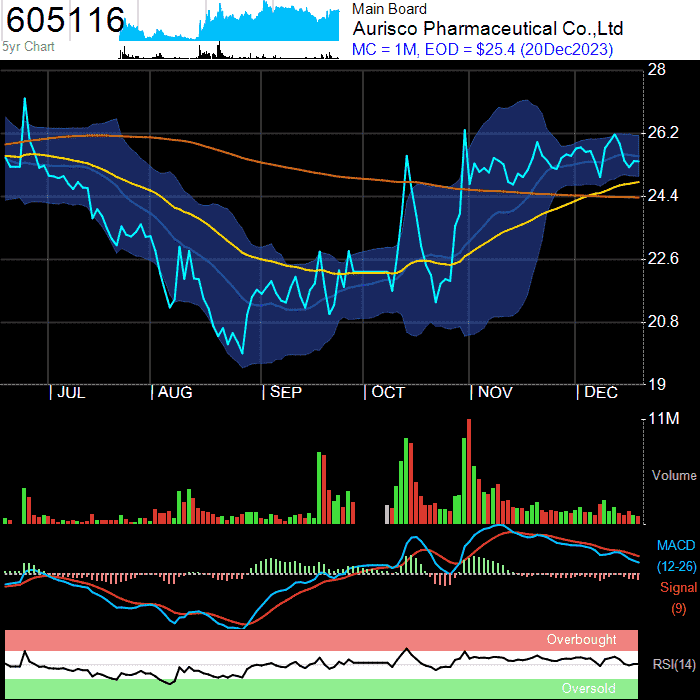 605116
5yr Chart
Main Board
Aurisco Pharmaceutical Co.,Ltd
MC = 1M, EOD = $25.4 (20Dec2023)
28
26.2
24.4
22.6
20.8
19
| JUL | AUG | SEP | OCT | NOV | DEC
11M
Volume
MACD
(12-26)
Signal
(9)
Overbought
RSI(14)
Oversold